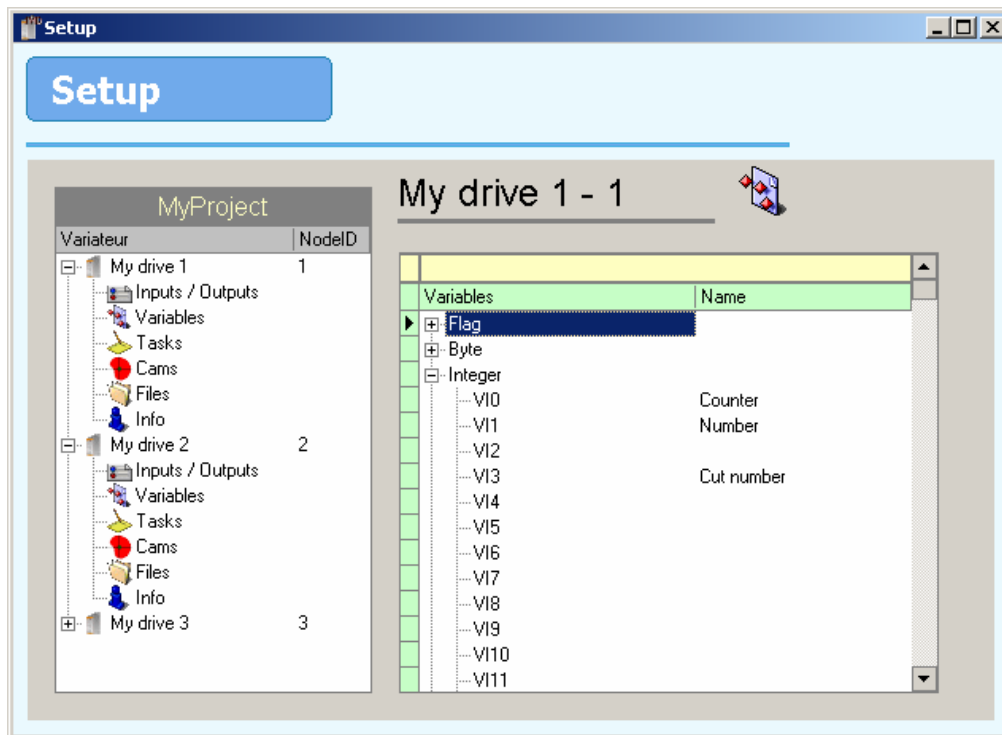 Setup
Setup
MyProject
Variateur NodeID
My drive 1 1
Inputs / Outputs
Variables
Tasks
Cams
Files
Info
My drive 2 2
Inputs / Outputs
Variables
Tasks
Cams
Files
Info
My drive 3 3
My drive 1 - 1
Variables Name
Flag
Byte
Integer
VI0 Counter
VI1 Number
VI2
VI3 Cut number
VI4
VI5
VI6
VI7
VI8
VI9
VI10
VI11